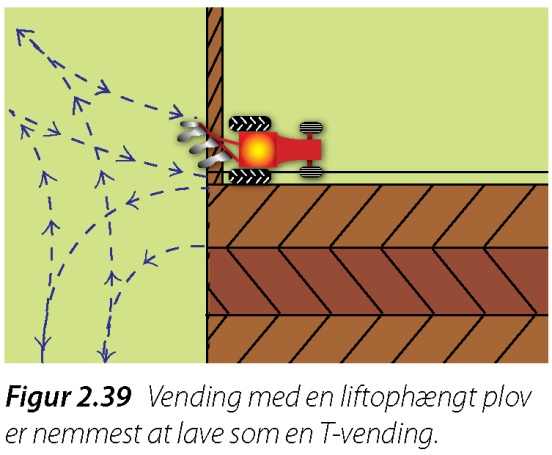 Figur 2.39 Vending med en liftophængt plov
er nemmest at lave som en T-vending.